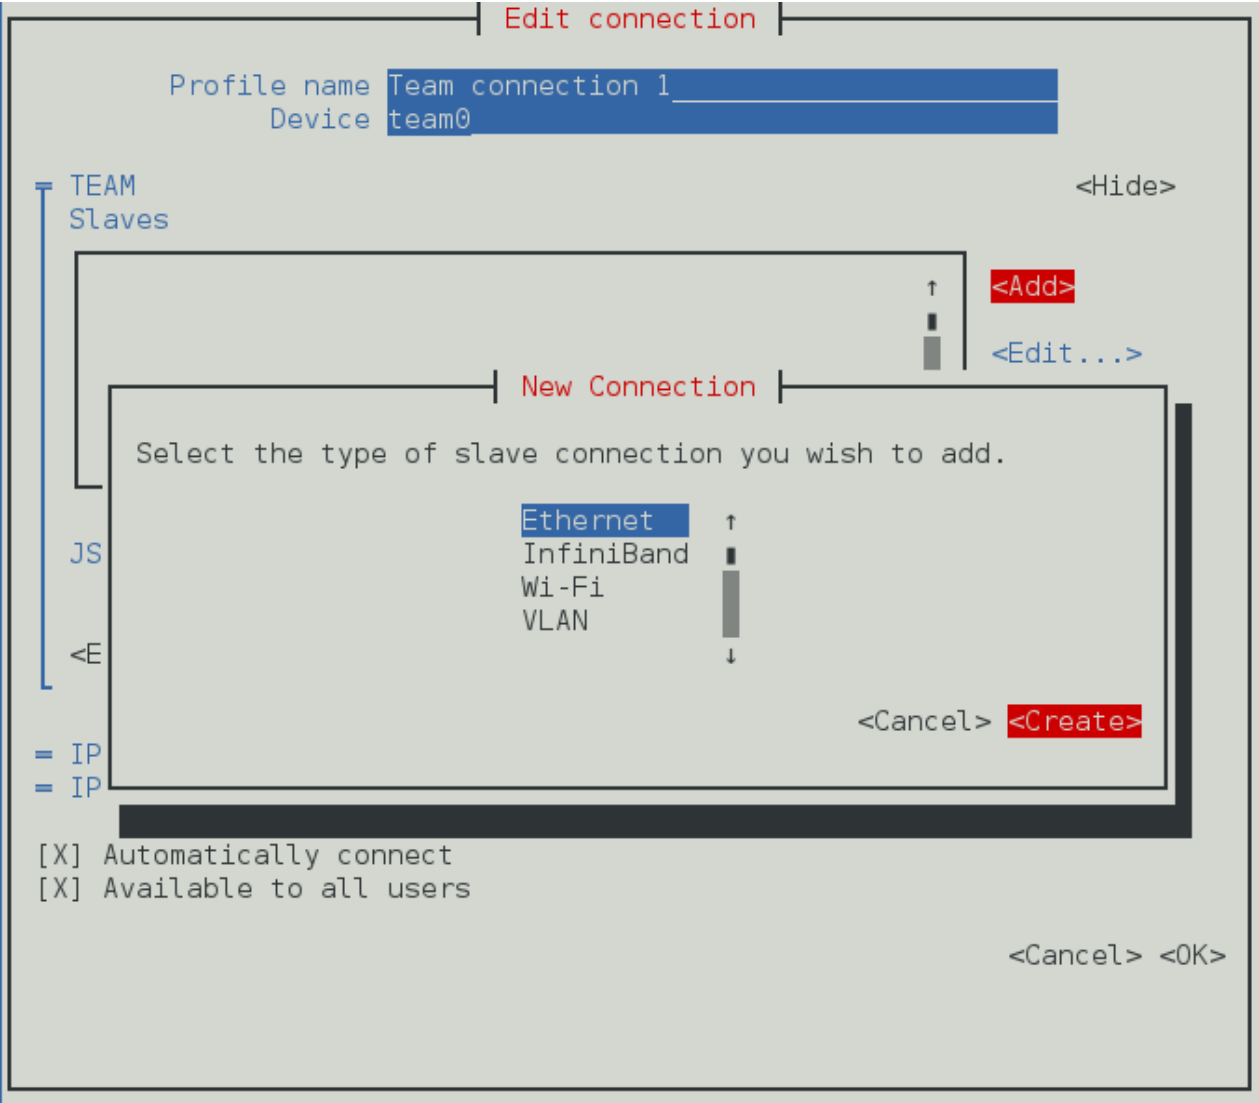 Edit connection
Profile name Team connection 1
Device team0
TEAM <Hide>
Slaves
↑ <Add>
<Edit...>
New Connection
Select the type of slave connection you wish to add.
Ethernet ↑
InfiniBand
Wi-Fi
VLAN
↓
JS
<E
<Cancel> <Create>
= IP
= IP
[X] Automatically connect
[X] Available to all users
<Cancel> <OK>